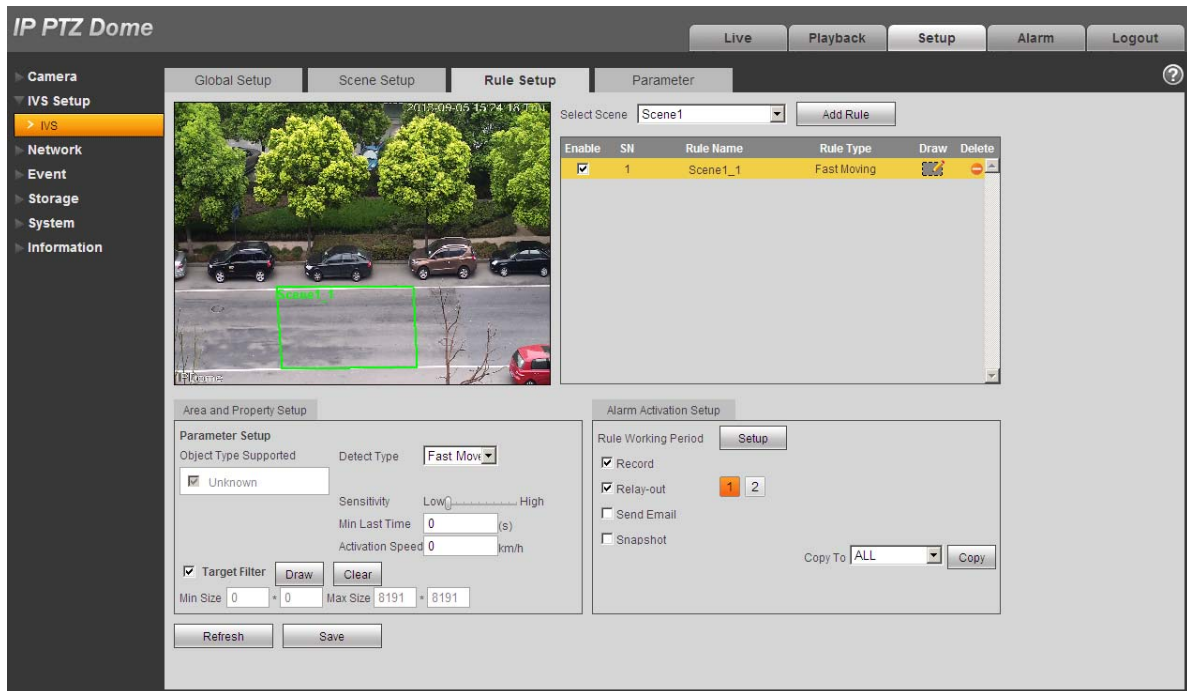 IP PTZ Dome
Live Playback Setup Alarm Logout
Camera
IVS Setup
> IVS
Network
Event
Storage
System
Information
Global Setup Scene Setup Rule Setup Parameter
?
Scene1_1
IPDome
Select Scene Scene1 Add Rule
Enable SN Rule Name Rule Type Draw Delete
1 Scene1_1 Fast Moving
Area and Property Setup
Parameter Setup
Object Type Supported Detect Type Fast Move
Unknown
Sensitivity Low High
Min Last Time 0 (s)
Activation Speed 0 km/h
Target Filter Draw Clear
Min Size 0 * 0 Max Size 8191 * 8191
Refresh Save
Alarm Activation Setup
Rule Working Period Setup
Record
Relay-out 1 2
Send Email
Snapshot
Copy To ALL Copy